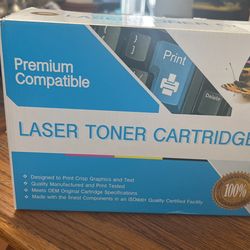 Premium
Compatible
Print
Delete
LASER TONER CARTRIDGE
Designed to Print Crisp Graphics and Text
Quality Manufactured and Print Tested
Meets OEM Original Cartridge Specifications
Made with the finest Components in an ISO9001 Quality Certified Facility
100%